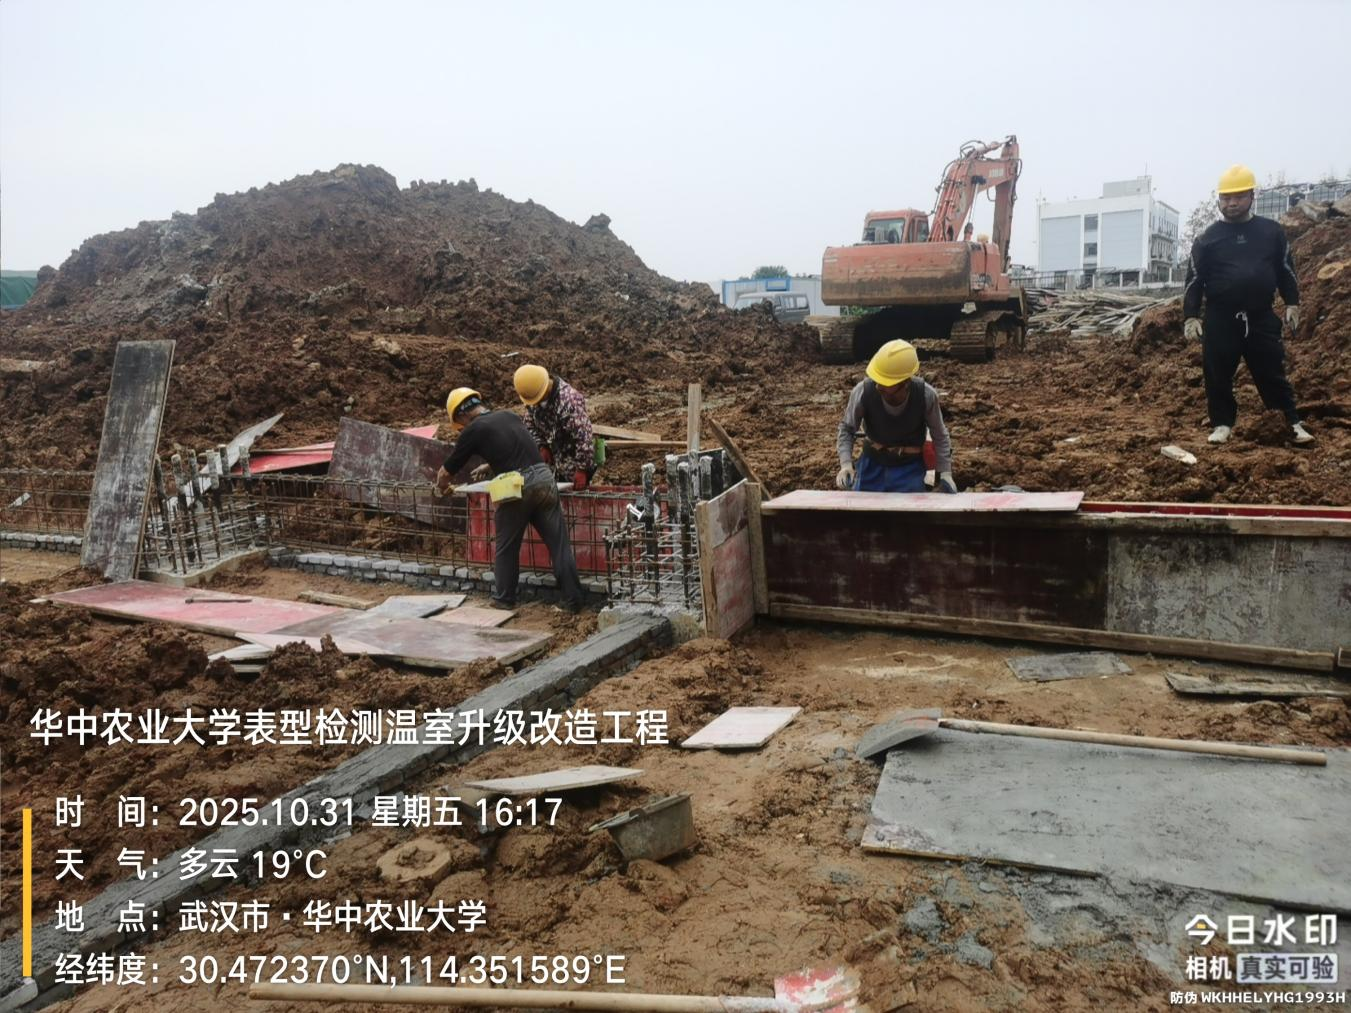 华中农业大学表型检测温室升级改造工程
时 间：2025.10.31 星期五 16:17
天 气：多云 19℃
地 点：武汉市·华中农业大学
经纬度：30.472370°N,114.351589°E
今日水印
相机 真实可验
防伪 WKHHELYHG1993H